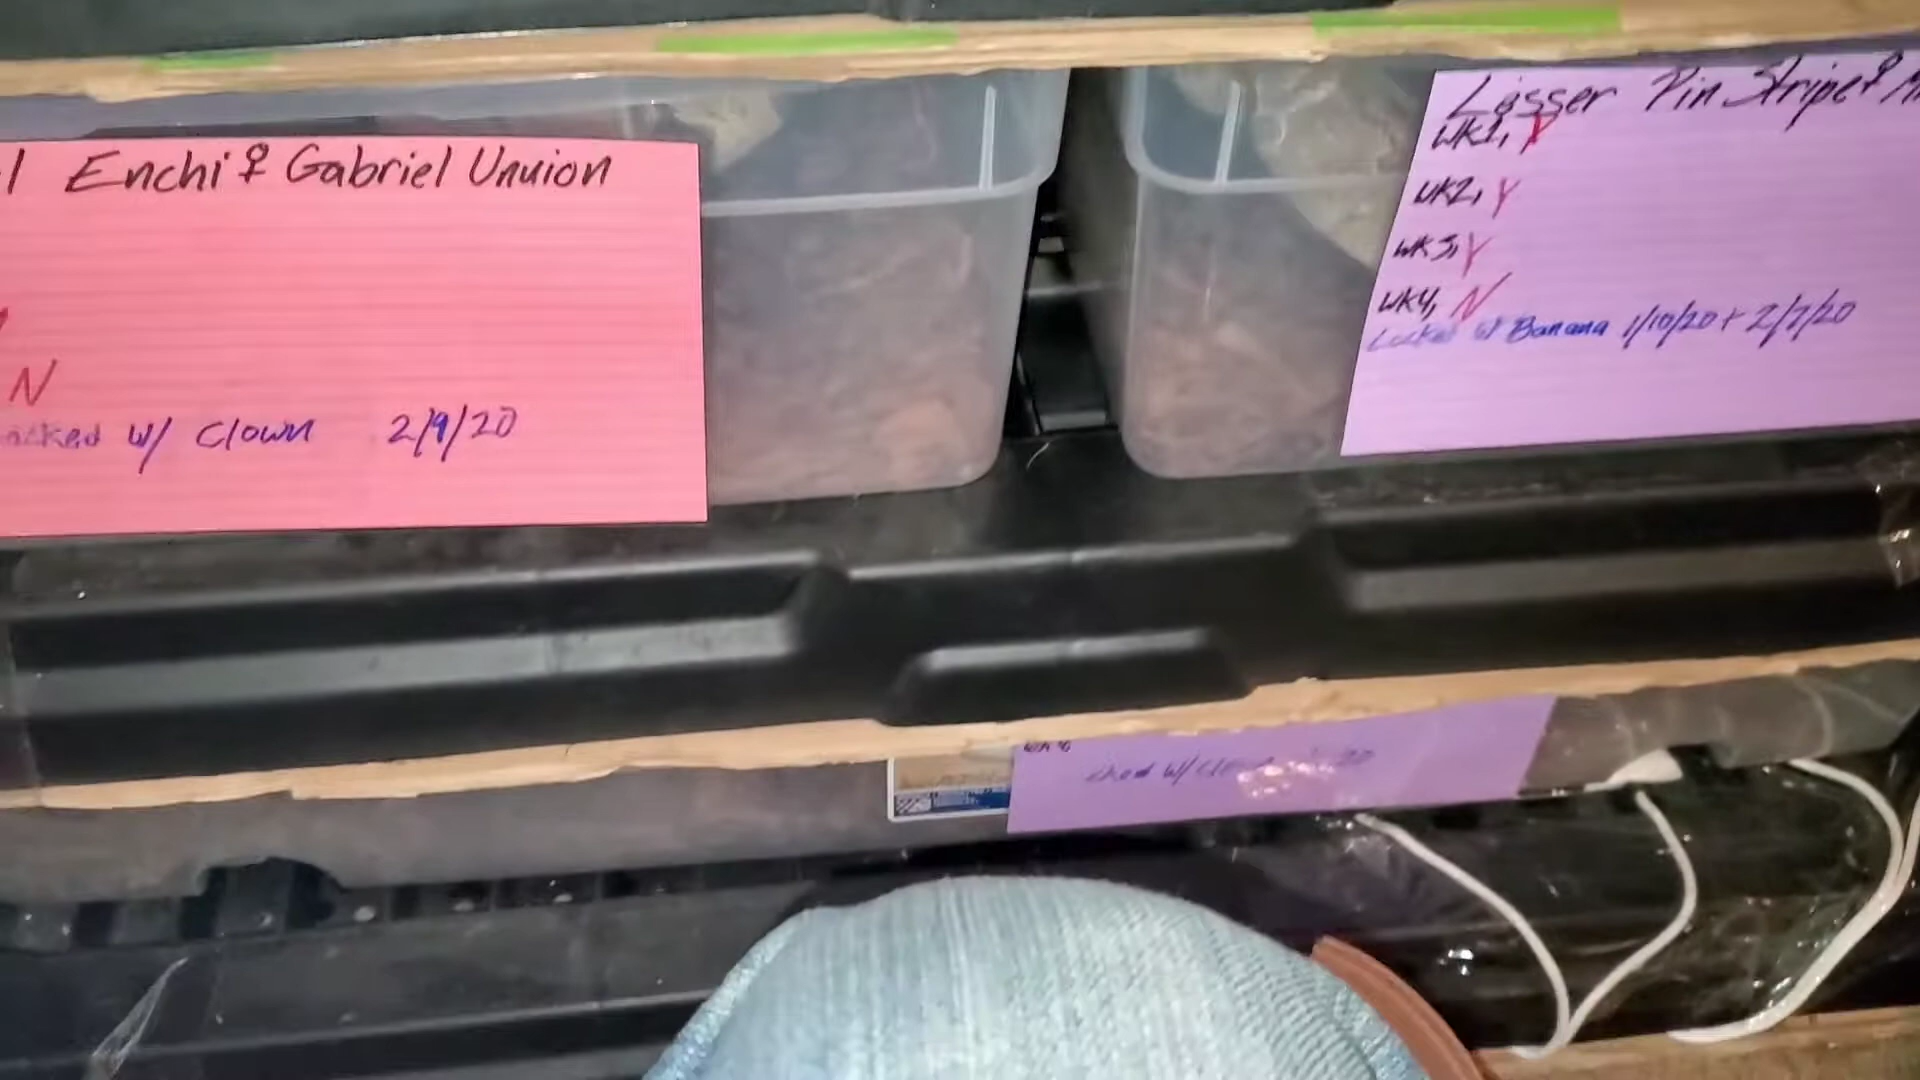 Enchi ♀ Gabriel Unuion
N
w/ Clown 2/9/20
Lesser Pin Stripe ♀
WK1, Y
WK2, Y
WK3, Y
WK4, N
Locked w/ Banana 1/10/20 + 2/7/20
w/